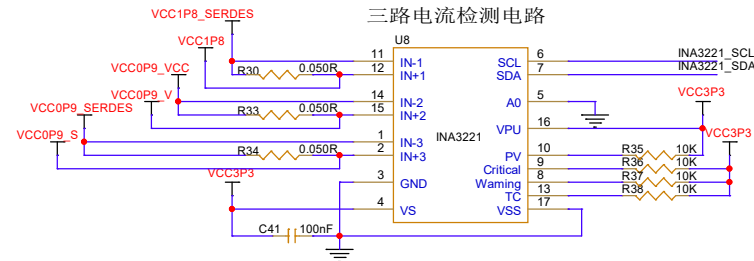 三路电流检测电路
VCC1P8_SERDES
VCC1P8
U8
R30 0.050R
11 IN-1
12 IN+1
VCC0P9_VCC
VCC0P9_V
R33 0.050R
14 IN-2
15 IN+2
VCC0P9_SERDES
VCC0P9_S
R34 0.050R
1 IN-3
2 IN+3
VCC3P3
3 GND
4 VS
C41 100nF
INA3221
SCL 6 INA3221_SCL
SDA 7 INA3221_SDA
A0 5
VCC3P3
VPU 16
VCC3P3
PV 10 R35 10K
Critical 9 R36 10K
Warning 8 R37 10K
TC 13 R38 10K
VSS 17